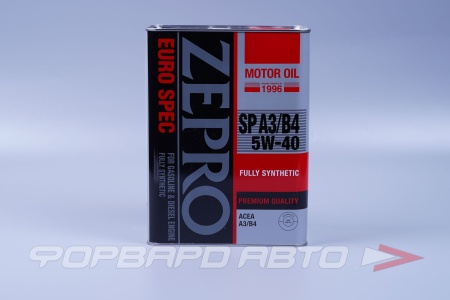 ZEPRO
EURO SPEC
FOR GASOLINE & DIESEL ENGINE
FULLY SYNTHETIC
MOTOR OIL
1996
SP A3/B4
5W-40
FULLY SYNTHETIC
PREMIUM QUALITY
ACEA
A3/B4
ФОРВАРД АВТО